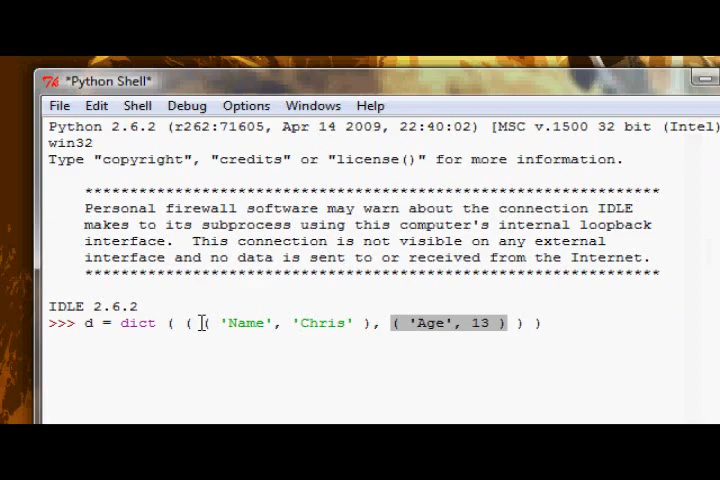 *Python Shell*
File Edit Shell Debug Options Windows Help
Python 2.6.2 (r262:71605, Apr 14 2009, 22:40:02) [MSC v.1500 32 bit (Intel)
win32
Type "copyright", "credits" or "license()" for more information.
****************************************************************
Personal firewall software may warn about the connection IDLE
makes to its subprocess using this computer's internal loopback
interface.  This connection is not visible on any external
interface and no data is sent to or received from the Internet.
****************************************************************
IDLE 2.6.2
>>> d = dict ( ( ( 'Name', 'Chris' ), ( 'Age', 13 ) ) )